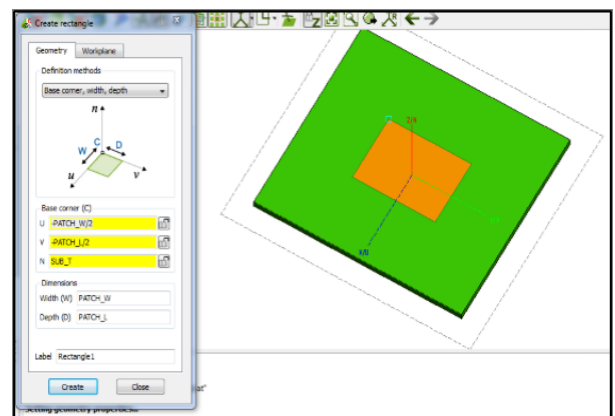 Create rectangle
Geometry Workplane
Definition methods
Base corner, width, depth
n
C
W D
u v
Base corner (C)
U -PATCH_W/2
V -PATCH_L/2
N SUB_T
Dimensions
Width (W) PATCH_W
Depth (D) PATCH_L
Label Rectangle1
Create Close
Setting geometry properties...